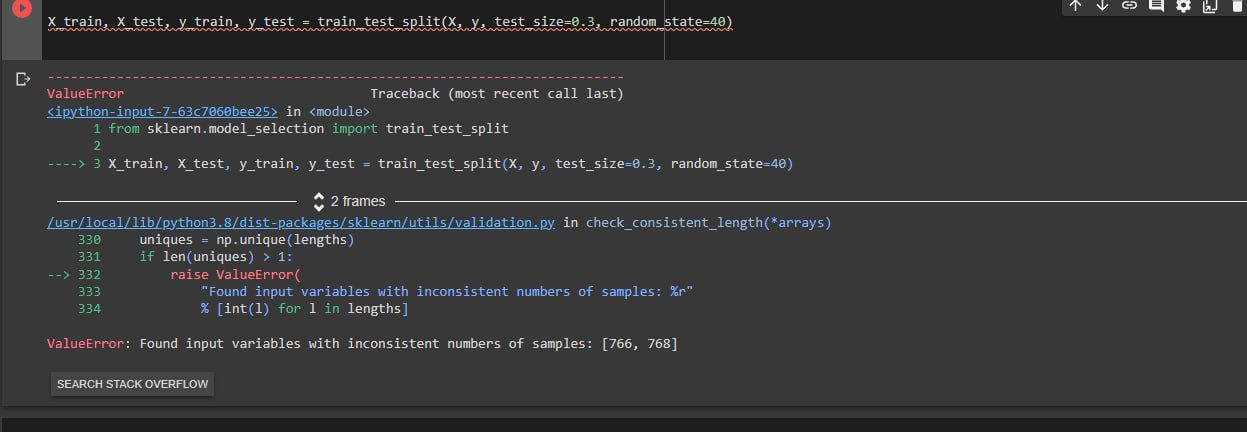 X_train, X_test, y_train, y_test = train_test_split(X, y, test_size=0.3, random_state=40)
---------------------------------------------------------------------------
ValueError                                Traceback (most recent call last)
<ipython-input-7-63c7060bee25> in <module>
      1 from sklearn.model_selection import train_test_split
      2
----> 3 X_train, X_test, y_train, y_test = train_test_split(X, y, test_size=0.3, random_state=40)
2 frames
/usr/local/lib/python3.8/dist-packages/sklearn/utils/validation.py in check_consistent_length(*arrays)
    330     uniques = np.unique(lengths)
    331     if len(uniques) > 1:
--> 332         raise ValueError(
    333             "Found input variables with inconsistent numbers of samples: %r"
    334             % [int(l) for l in lengths]
ValueError: Found input variables with inconsistent numbers of samples: [766, 768]
SEARCH STACK OVERFLOW